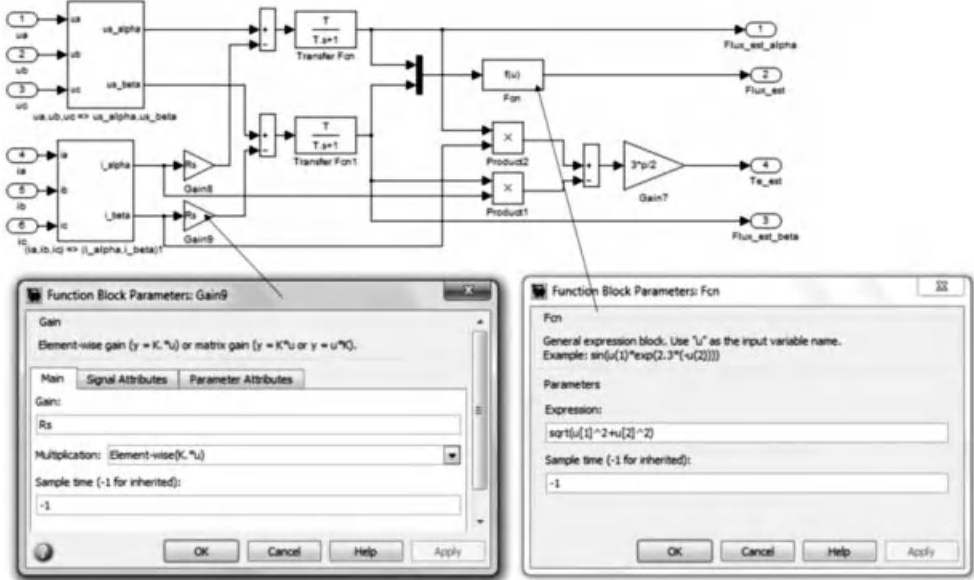 1
ua
2
ub
3
uc
ua
ub
uc
us_alpha
us_beta
ua,ub,uc => us_alpha,us_beta
4
ia
5
ib
6
ic
ia
ib
ic
i_alpha
i_beta
(ia,ib,ic) => (i_alpha,i_beta)1
Rs
Gain8
Rs
Gain9
+
−
T
T.s+1
Transfer Fcn
+
−
T
T.s+1
Transfer Fcn1
f(u)
Fcn
×
Product2
×
Product1
+
−
3*p/2
Gain7
1
Flux_est_alpha
2
Flux_est
4
Te_est
3
Flux_est_beta
Function Block Parameters: Gain9
Gain
Element-wise gain (y = K.*u) or matrix gain (y = K*u or y = u*K).
Main Signal Attributes Parameter Attributes
Gain:
Rs
Multiplication: Element-wise(K.*u)
Sample time (-1 for inherited):
-1
OK Cancel Help Apply
Function Block Parameters: Fcn
Fcn
General expression block. Use "u" as the input variable name.
Example: sin(u(1)*exp(2.3*(-u(2))))
Parameters
Expression:
sqrt(u[1]^2+u[2]^2)
Sample time (-1 for inherited):
-1
OK Cancel Help Apply